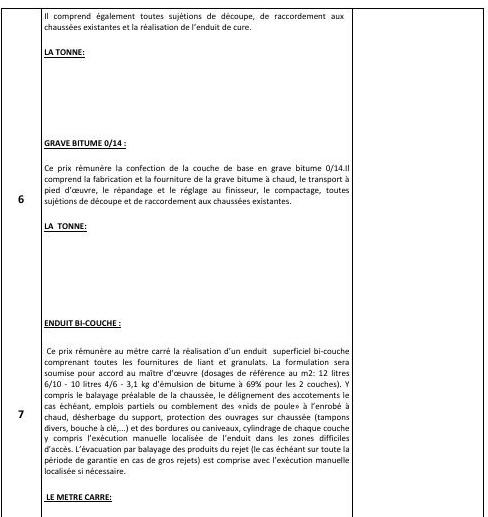 Il comprend également toutes sujétions de découpe, de raccordement aux
chaussées existantes et la réalisation de l'enduit de cure.
LA TONNE:
GRAVE BITUME 0/14 :
Ce prix rémunère la confection de la couche de base en grave bitume 0/14.Il
comprend la fabrication et la fourniture de la grave bitume à chaud, le transport à
pied d'œuvre, le répandage et le réglage au finisseur, le compactage, toutes
6
sujétions de découpe et de raccordement aux chaussées existantes.
LA TONNE:
ENDUIT BI-COUCHE :
Ce prix rémunère au mètre carré la réalisation d'un enduit superficiel bi-couche
comprenant toutes les fournitures de liant et granulats. La formulation sera
soumise pour accord au maître d'œuvre (dosages de référence au m2: 12 litres
6/10 - 10 litres 4/6 - 3,1 kg d'émulsion de bitume à 69% pour les 2 couches). Y
compris le balayage préalable de la chaussée, le délignement des accotements le
cas échéant, emplois partiels ou comblement des «nids de poule» à l'enrobé à
7
chaud, désherbage du support, protection des ouvrages sur chaussée (tampons
divers, bouche à clé,...) et des bordures ou caniveaux, cylindrage de chaque couche
y compris l'exécution manuelle localisée de l'enduit dans les zones difficiles
d'accès. L'évacuation par balayage des produits du rejet (le cas échéant sur toute la
période de garantie en cas de gros rejets) est comprise avec l'exécution manuelle
localisée si nécessaire.
LE METRE CARRE: